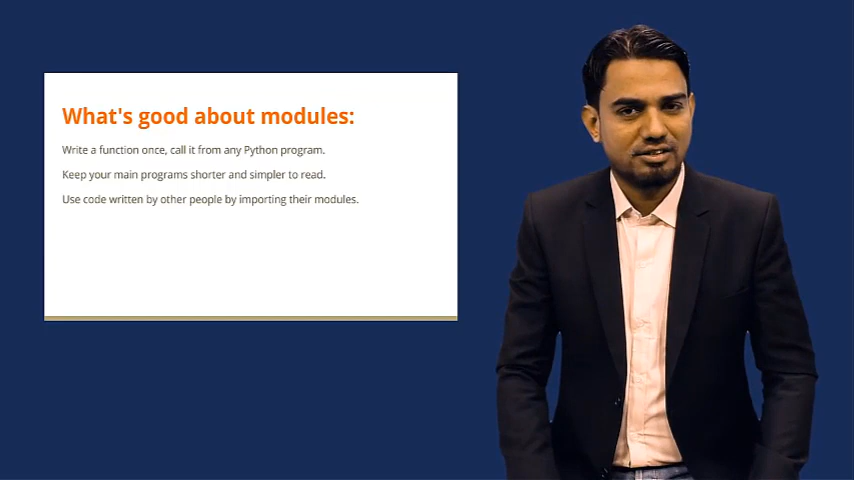 What's good about modules:
Write a function once, call it from any Python program.
Keep your main programs shorter and simpler to read.
Use code written by other people by importing their modules.